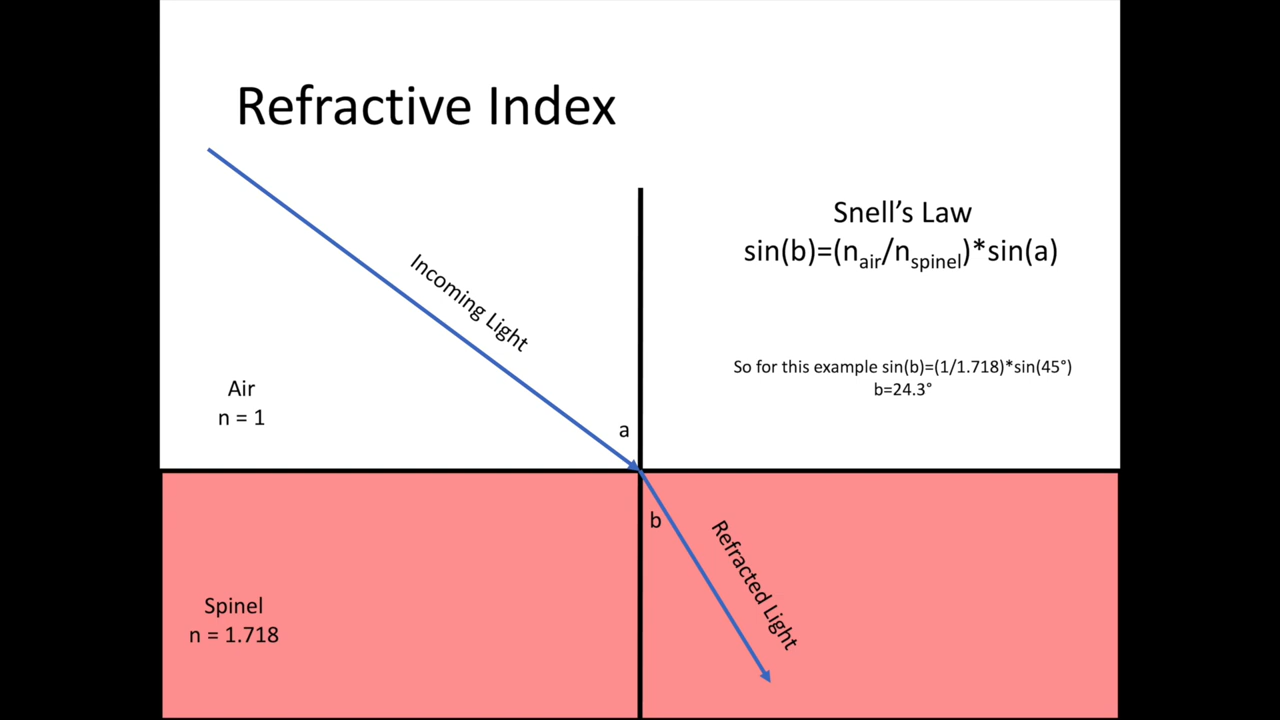 Refractive Index
Snell’s Law
sin(b)=(nair/nspinel)*sin(a)
Incoming Light
So for this example sin(b)=(1/1.718)*sin(45°)
b=24.3°
Air
n = 1
a
b
Refracted Light
Spinel
n = 1.718